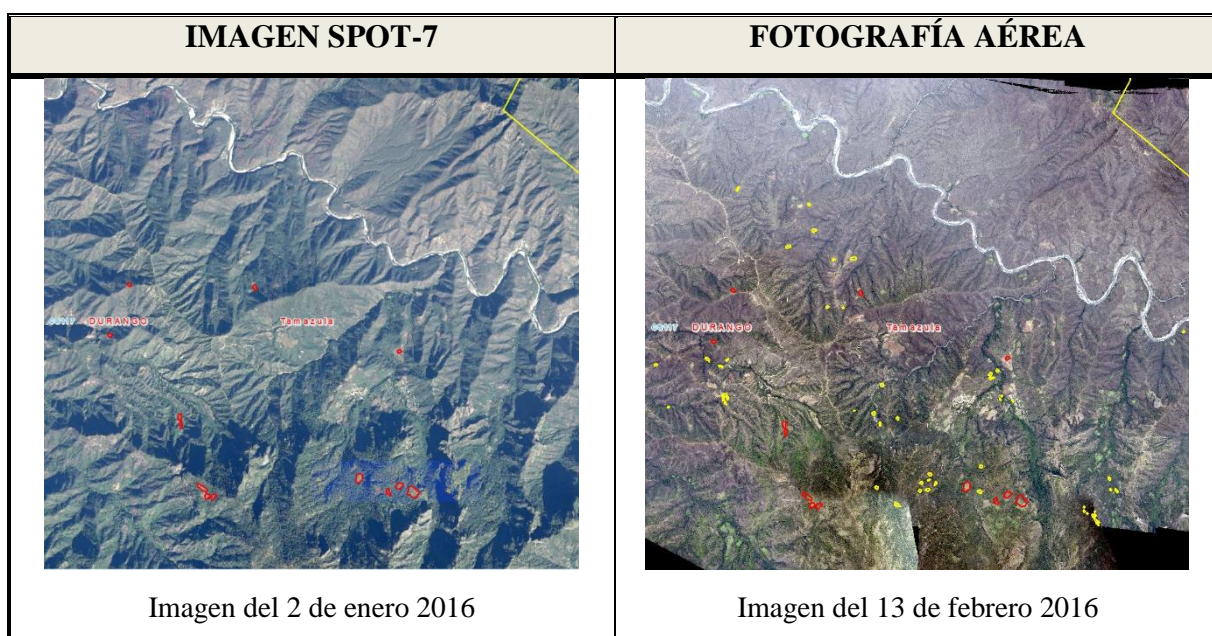 IMAGEN SPOT-7
FOTOGRAFÍA AÉREA
DURANGO
Tamazula
DURANGO
Tamazula
Imagen del 2 de enero 2016
Imagen del 13 de febrero 2016